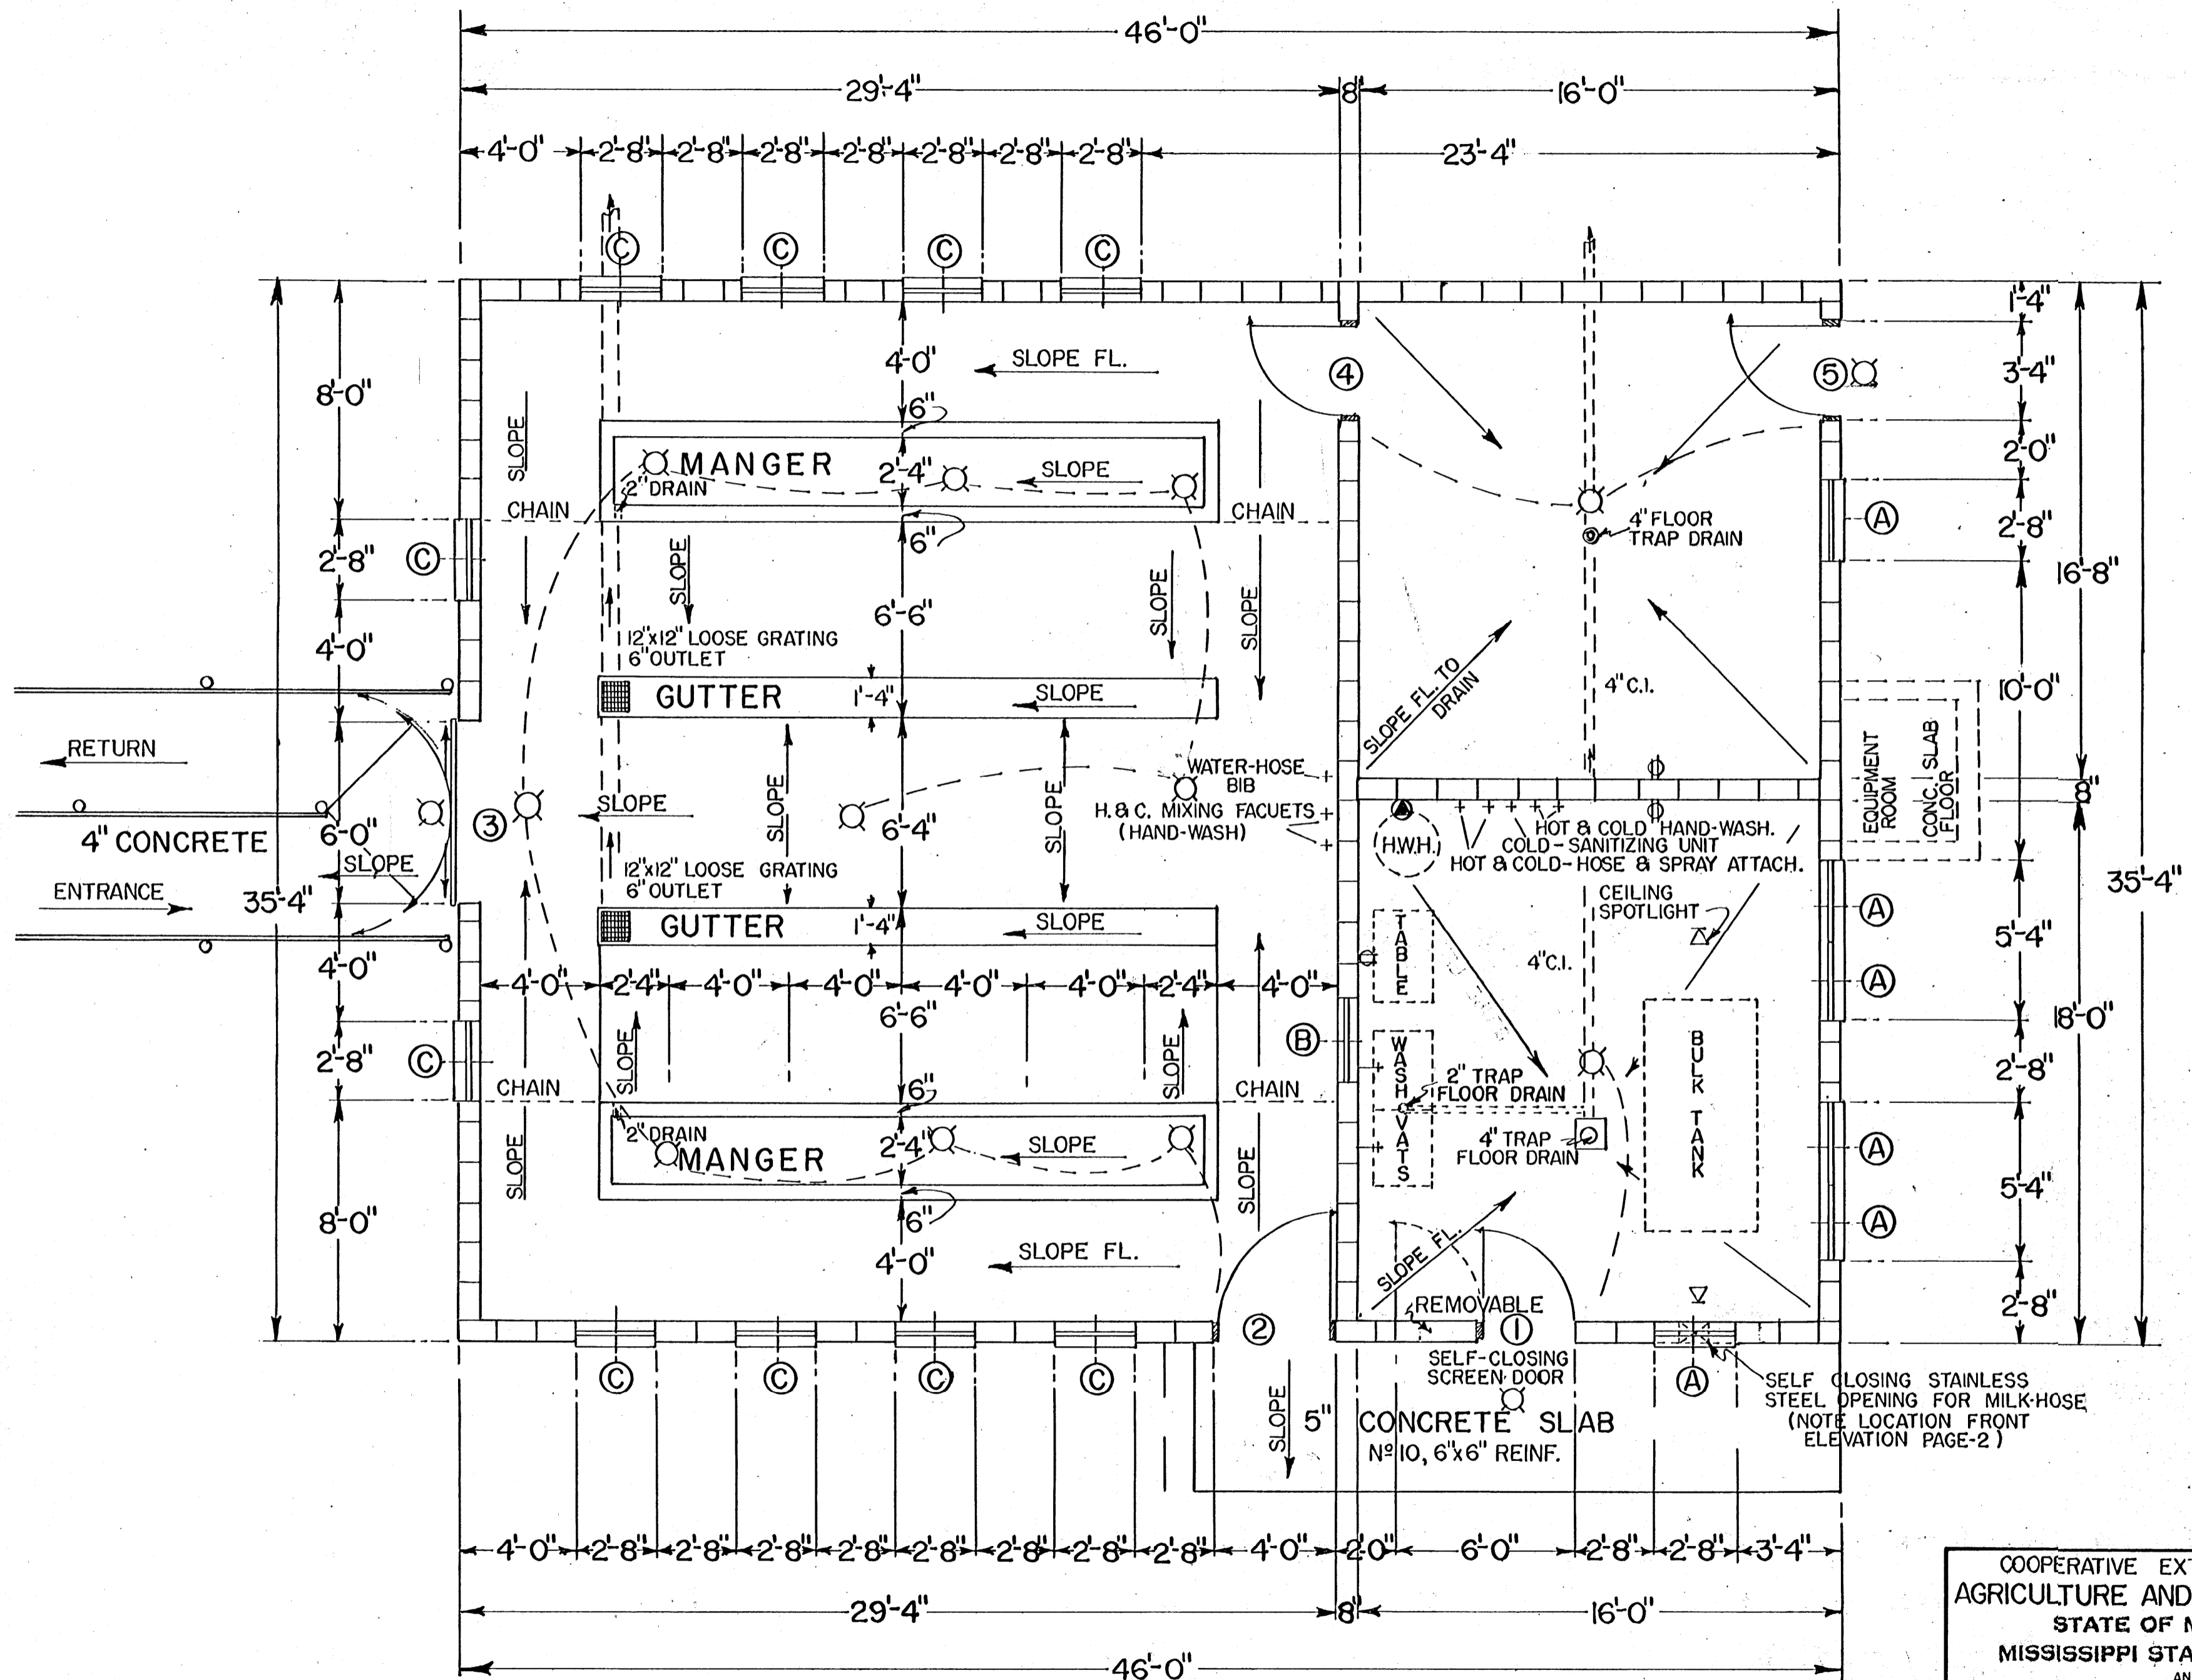 46'-0"
29'-4" 8" 16'-0"
4'-0" 2'-8" 2'-8" 2'-8" 2'-8" 2'-8" 2'-8" 2'-8" 23'-4"
C C C C
1'-4"
8'-0" 4'-0" SLOPE FL. 4 5 3'-4"
SLOPE 6"
MANGER 2'-4" SLOPE 2'-0"
2" DRAIN
CHAIN CHAIN
6"
4" FLOOR
TRAP DRAIN
A 2'-8"
C 2'-8"
SLOPE SLOPE SLOPE
16'-8"
4'-0" 6'-6"
12"x12" LOOSE GRATING
6" OUTLET
GUTTER 1'-4" SLOPE
SLOPE FL. TO
DRAIN
4" C.I.
10'-0"
RETURN
EQUIPMENT
ROOM
CONC. SLAB
FLOOR
WATER-HOSE
BIB
H. & C. MIXING FACUETS
(HAND-WASH)
8"
3 SLOPE SLOPE 6'-4" SLOPE
6'-0"
4" CONCRETE
SLOPE
ENTRANCE
35'-4"
H.W.H.
HOT & COLD HAND-WASH.
COLD-SANITIZING UNIT
HOT & COLD-HOSE & SPRAY ATTACH.
12"x12" LOOSE GRATING
6" OUTLET
CEILING
SPOTLIGHT
A
35'-4"
GUTTER 1'-4" SLOPE
TABLE
4" C.I.
5'-4"
4'-0"
4'-0" 2'-4" 4'-0" 4'-0" 4'-0" 4'-0" 2'-4" 4'-0"
A
6'-6"
18'-0"
SLOPE SLOPE
B
C 2'-8"
WASH VATS
BULK TANK
2'-8"
CHAIN 6" CHAIN
2" TRAP
FLOOR DRAIN
2" DRAIN
MANGER 2'-4" SLOPE
4" TRAP
FLOOR DRAIN
A
SLOPE SLOPE
5'-4"
6"
8'-0" 4'-0" SLOPE FL.
A
SLOPE FL.
REMOVABLE
2'-8"
2 1
C C C C
SELF-CLOSING
SCREEN DOOR
A
SELF CLOSING STAINLESS
STEEL OPENING FOR MILK-HOSE
(NOTE LOCATION FRONT
ELEVATION PAGE-2)
SLOPE
5" CONCRETE SLAB
Nº 10, 6"x6" REINF.
4'-0" 2'-8" 2'-8" 2'-8" 2'-8" 2'-8" 2'-8" 2'-8" 2'-8" 4'-0" 2'0" 6'-0" 2'-8" 2'-8" 3'-4"
29'-4" 8" 16'-0"
46'-0"
COOPERATIVE EXT
AGRICULTURE AND
STATE OF M
MISSISSIPPI STA
AN